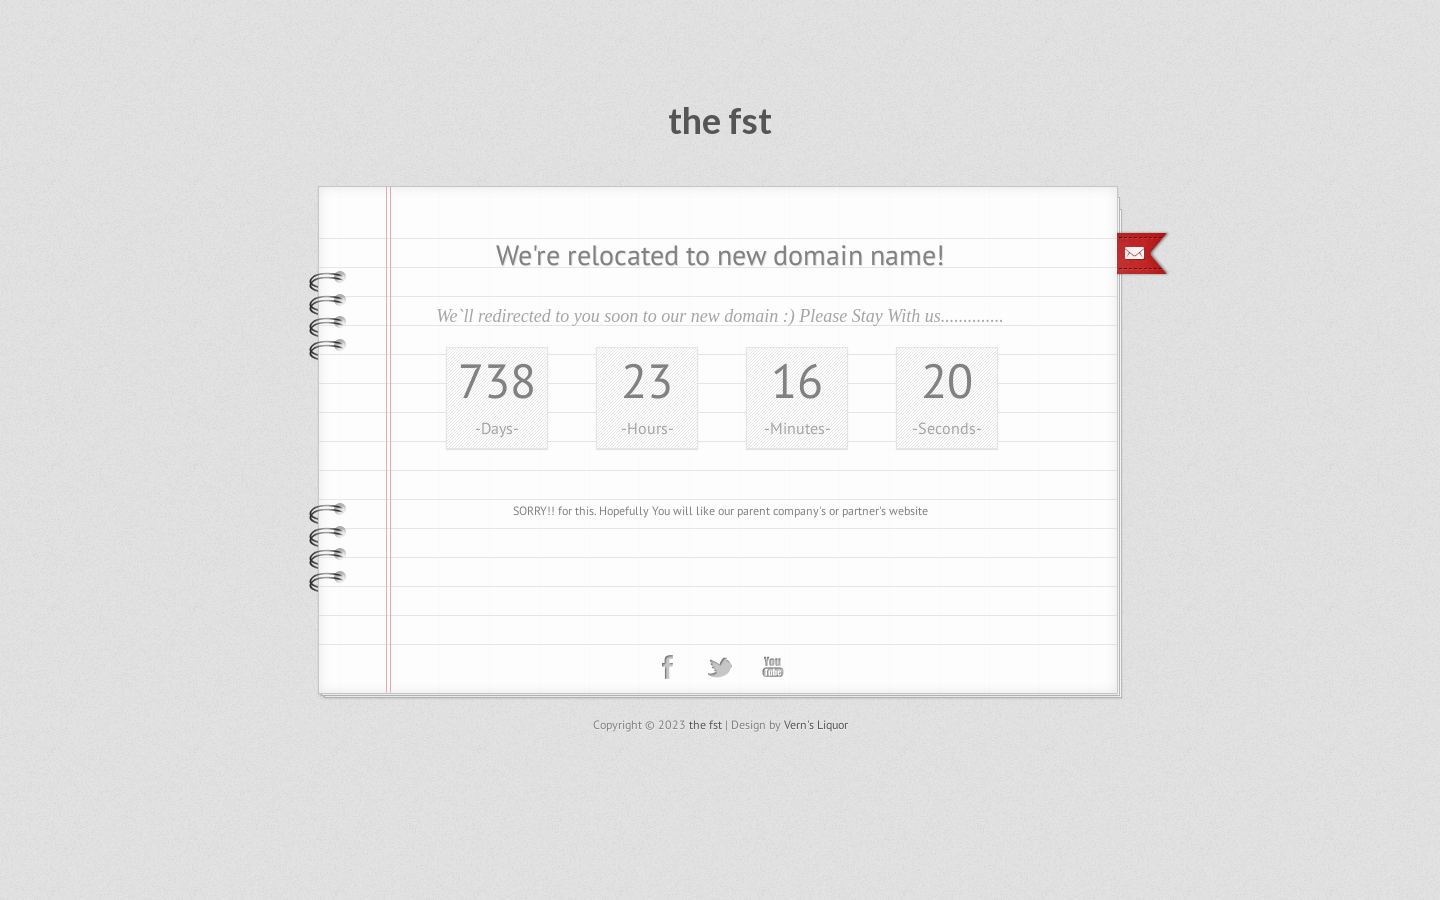 the fst
We're relocated to new domain name!
We`ll redirected to you soon to our new domain :) Please Stay With us..............
738 23 16 20
-Days- -Hours- -Minutes- -Seconds-
SORRY!! for this. Hopefully You will like our parent company's or partner's website
You
Tube
Copyright © 2023 the fst | Design by Vern's Liquor